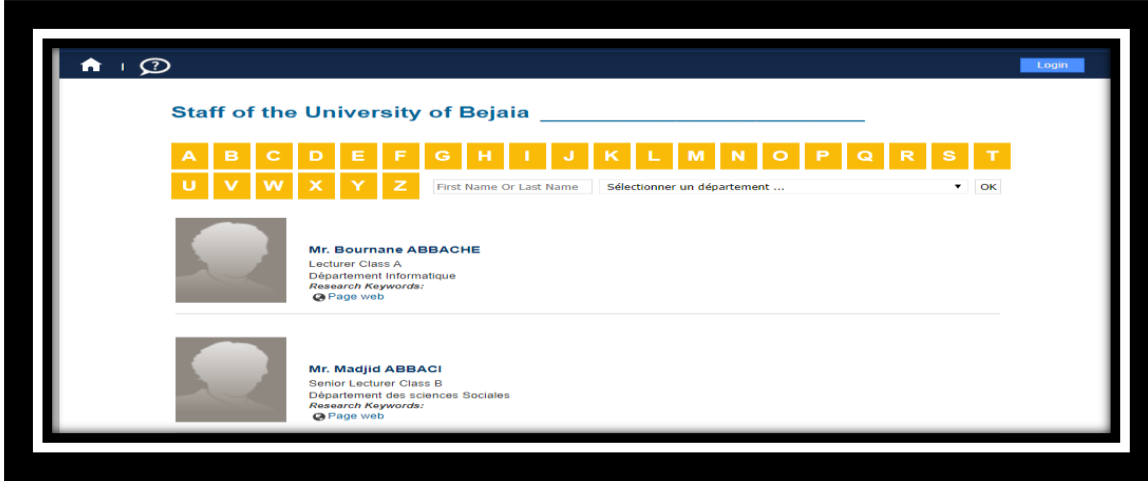 Login
Staff of the University of Bejaia
A B C D E F G H I J K L M N O P Q R S T
U V W X Y Z First Name Or Last Name Sélectionner un département ... OK
Mr. Bournane ABBACHE
Lecturer Class A
Département Informatique
Research Keywords:
Page web
Mr. Madjid ABBACI
Senior Lecturer Class B
Département des sciences Sociales
Research Keywords:
Page web